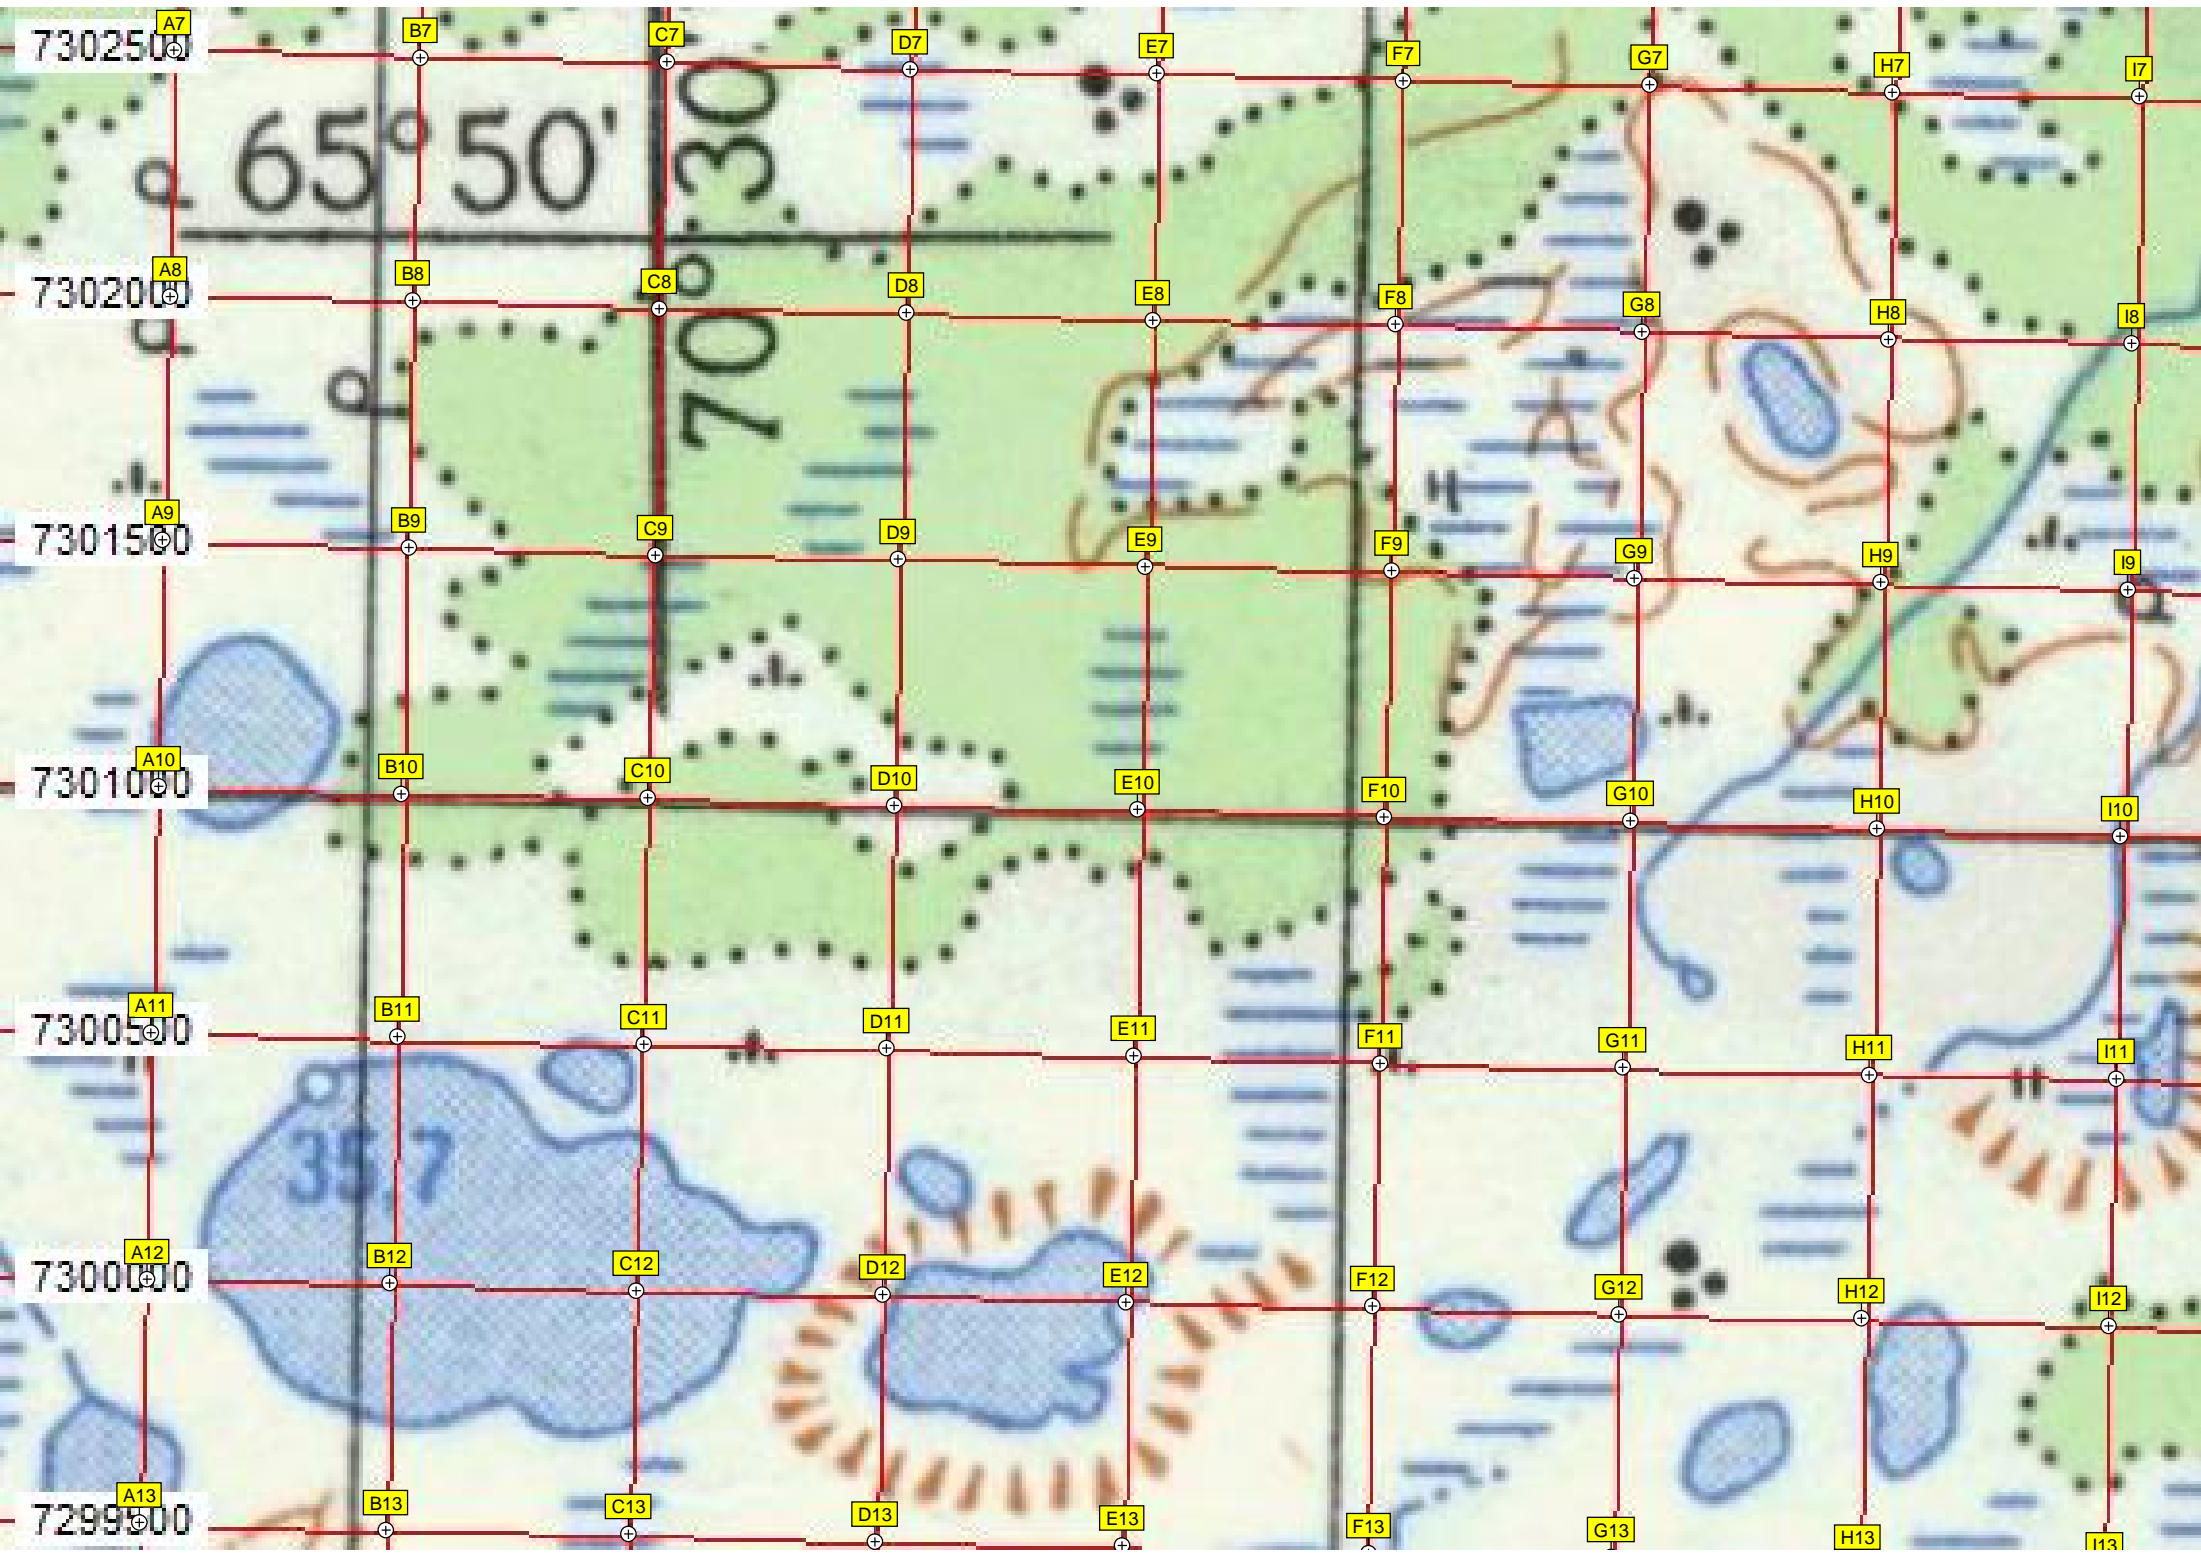 A7 B7 C7 D7 E7 F7 G7 H7 I7
7302500
65°50'
70°30
A8 B8 C8 D8 E8 F8 G8 H8 I8
7302000
A9 B9 C9 D9 E9 F9 G9 H9 I9
7301500
A10 B10 C10 D10 E10 F10 G10 H10 I10
7301000
A11 B11 C11 D11 E11 F11 G11 H11 I11
7300500
35,7
A12 B12 C12 D12 E12 F12 G12 H12 I12
7300000
A13 B13 C13 D13 E13 F13 G13 H13 I13
7299500